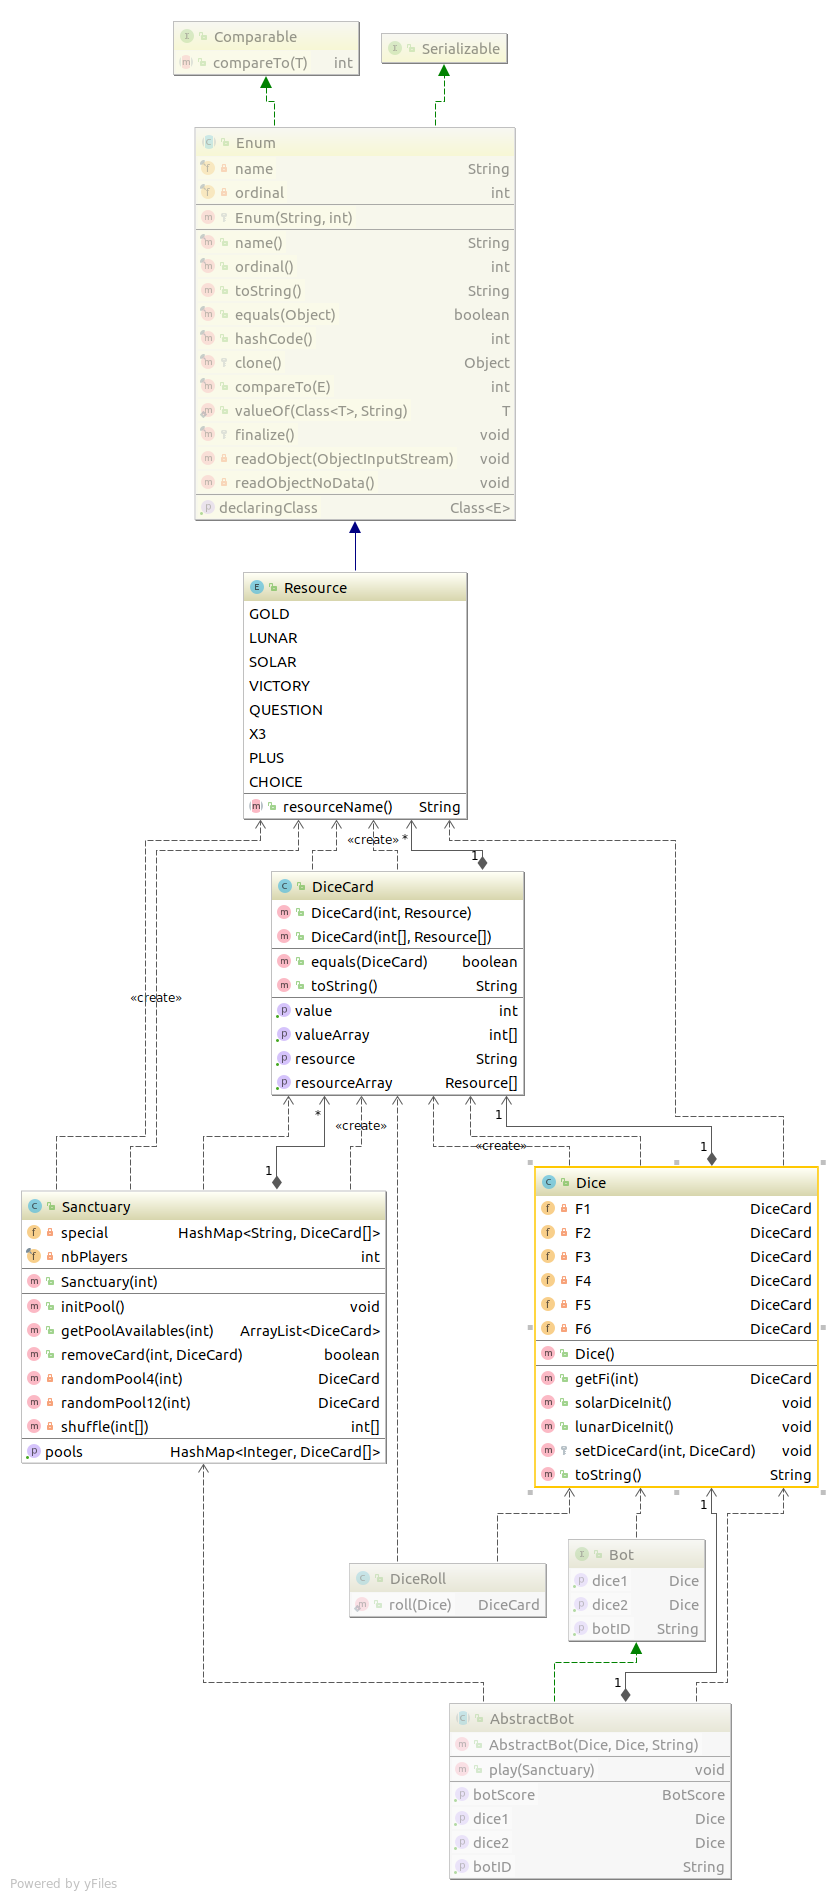 Comparable
compareTo(T) int
Serializable
Enum
name String
ordinal int
Enum(String, int)
name() String
ordinal() int
toString() String
equals(Object) boolean
hashCode() int
clone() Object
compareTo(E) int
valueOf(Class<T>, String) T
finalize() void
readObject(ObjectInputStream) void
readObjectNoData() void
declaringClass Class<E>
Resource
GOLD
LUNAR
SOLAR
VICTORY
QUESTION
X3
PLUS
CHOICE
resourceName() String
«create» *
1
DiceCard
DiceCard(int, Resource)
DiceCard(int[], Resource[])
equals(DiceCard) boolean
toString() String
value int
valueArray int[]
resource String
resourceArray Resource[]
«create»
* 1
«create»
«create» 1
1
Sanctuary
special HashMap<String, DiceCard[]>
nbPlayers int
Sanctuary(int)
initPool() void
getPoolAvailables(int) ArrayList<DiceCard>
removeCard(int, DiceCard) boolean
randomPool4(int) DiceCard
randomPool12(int) DiceCard
shuffle(int[]) int[]
pools HashMap<Integer, DiceCard[]>
Dice
F1 DiceCard
F2 DiceCard
F3 DiceCard
F4 DiceCard
F5 DiceCard
F6 DiceCard
Dice()
getFi(int) DiceCard
solarDiceInit() void
lunarDiceInit() void
setDiceCard(int, DiceCard) void
toString() String
1
DiceRoll
roll(Dice) DiceCard
Bot
dice1 Dice
dice2 Dice
botID String
1
AbstractBot
AbstractBot(Dice, Dice, String)
play(Sanctuary) void
botScore BotScore
dice1 Dice
dice2 Dice
botID String
Powered by yFiles